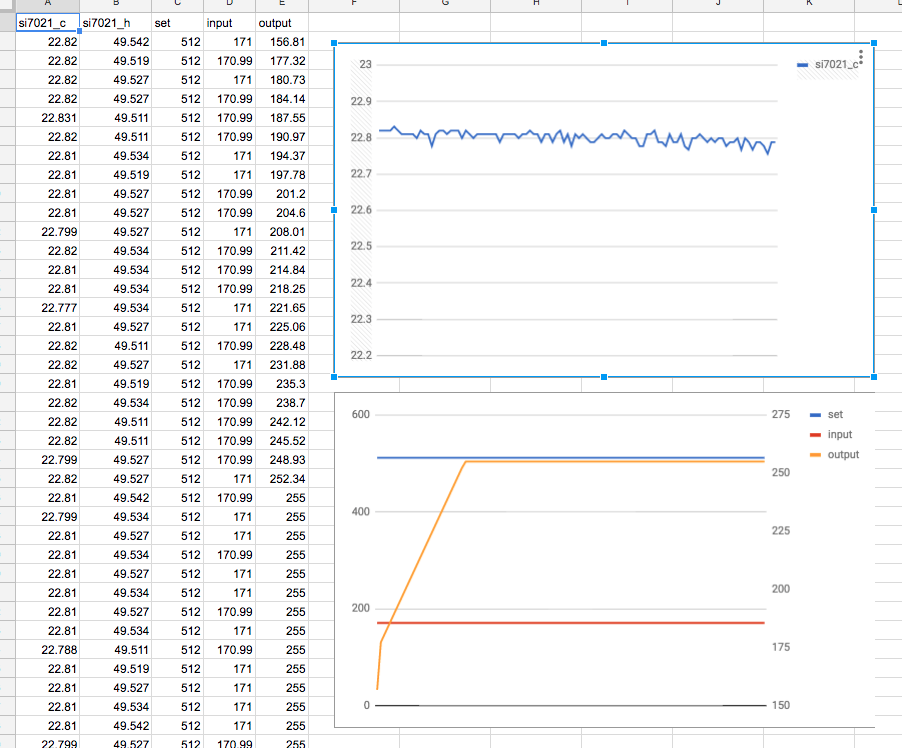 A B C D E F G H I J K L
si7021_c si7021_h set input output
22.82 49.542 512 171 156.81
22.82 49.519 512 170.99 177.32
22.82 49.527 512 171 180.73
22.82 49.527 512 170.99 184.14
22.831 49.511 512 170.99 187.55
22.82 49.511 512 170.99 190.97
22.81 49.534 512 171 194.37
22.81 49.519 512 171 197.78
22.81 49.527 512 170.99 201.2
22.81 49.527 512 170.99 204.6
22.799 49.527 512 171 208.01
22.82 49.534 512 170.99 211.42
22.81 49.534 512 170.99 214.84
22.81 49.534 512 170.99 218.25
22.777 49.534 512 171 221.65
22.81 49.527 512 171 225.06
22.82 49.511 512 170.99 228.48
22.82 49.527 512 171 231.88
22.81 49.519 512 170.99 235.3
22.82 49.534 512 170.99 238.7
22.82 49.511 512 170.99 242.12
22.82 49.511 512 170.99 245.52
22.799 49.527 512 170.99 248.93
22.82 49.527 512 171 252.34
22.81 49.542 512 170.99 255
22.799 49.534 512 171 255
22.81 49.527 512 171 255
22.81 49.534 512 170.99 255
22.81 49.527 512 171 255
22.81 49.534 512 171 255
22.81 49.527 512 170.99 255
22.81 49.534 512 171 255
22.788 49.511 512 170.99 255
22.81 49.519 512 171 255
22.81 49.527 512 171 255
22.81 49.534 512 171 255
22.81 49.542 512 171 255
22.799 49.527 512 170.99 255
si7021_c
23
22.9
22.8
22.7
22.6
22.5
22.4
22.3
22.2
600
400
200
0
275
250
225
200
175
150
set
input
output